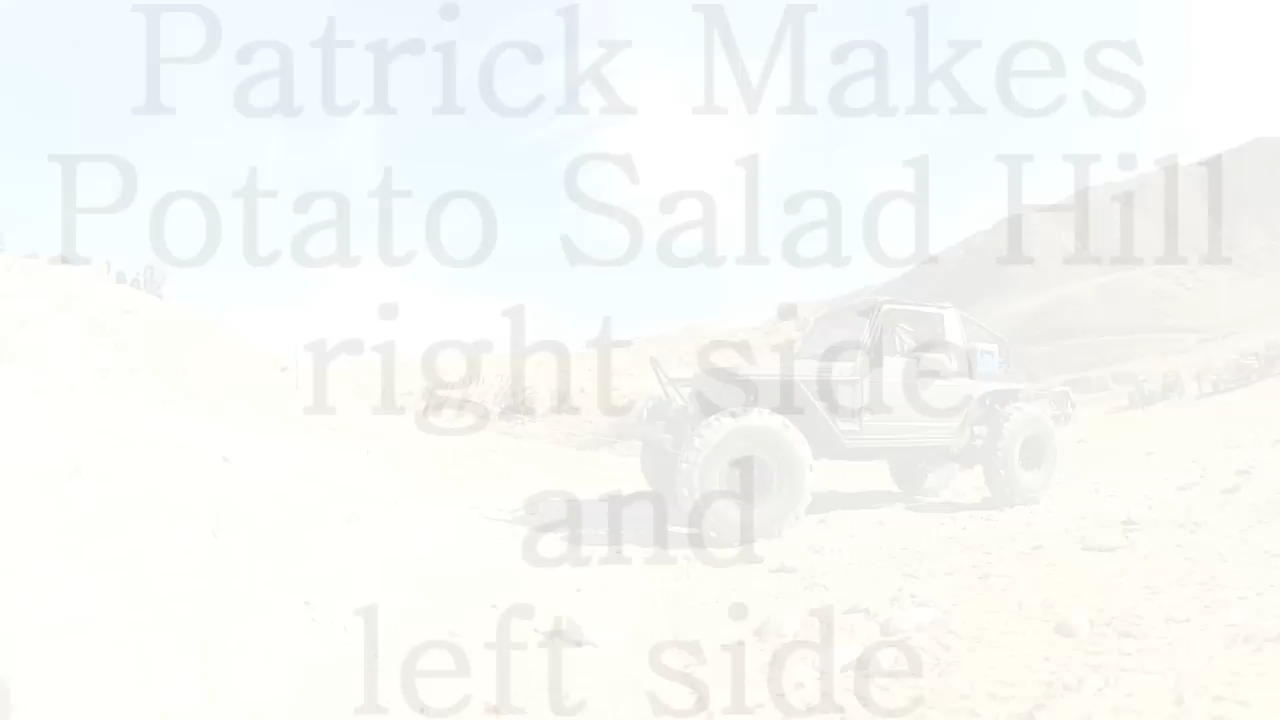 Patrick Makes
Potato Salad Hill
right side
and
left side